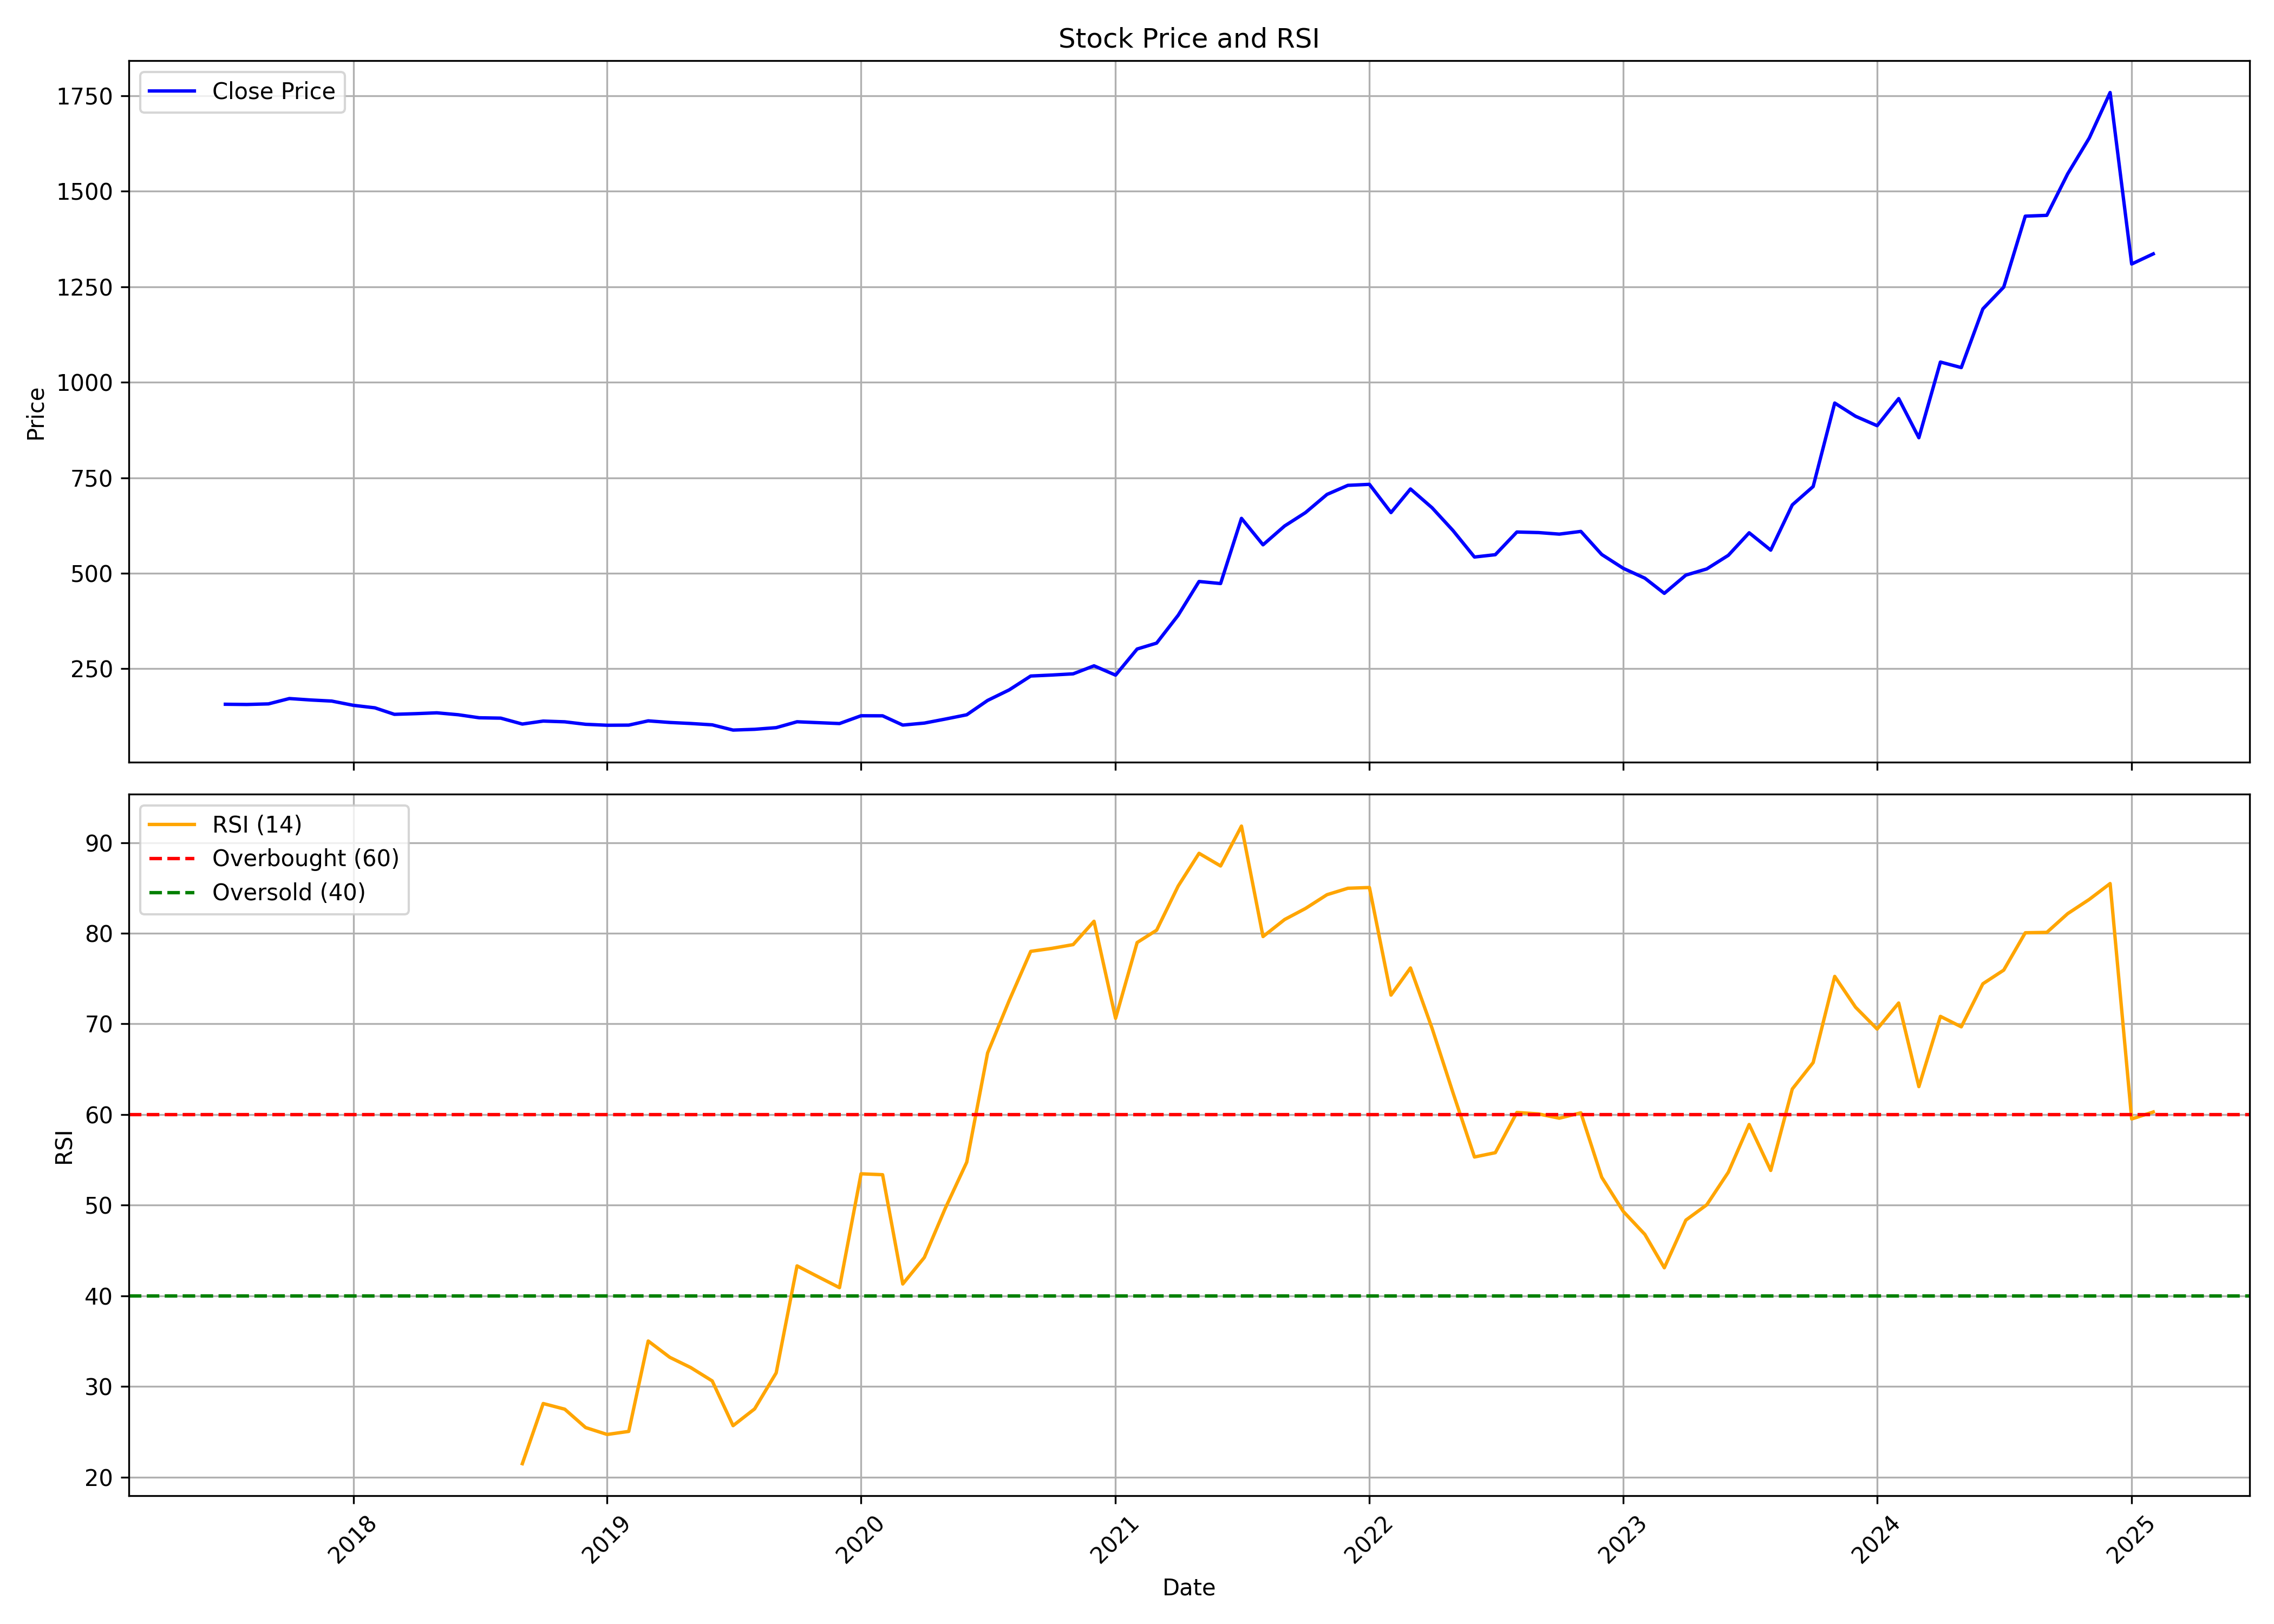 Stock Price and RSI
Close Price
1750
1500
1250
1000
750
500
250
Price
RSI (14)
Overbought (60)
Oversold (40)
90
80
70
60
50
40
30
20
RSI
2018
2019
2020
2021
2022
2023
2024
2025
Date